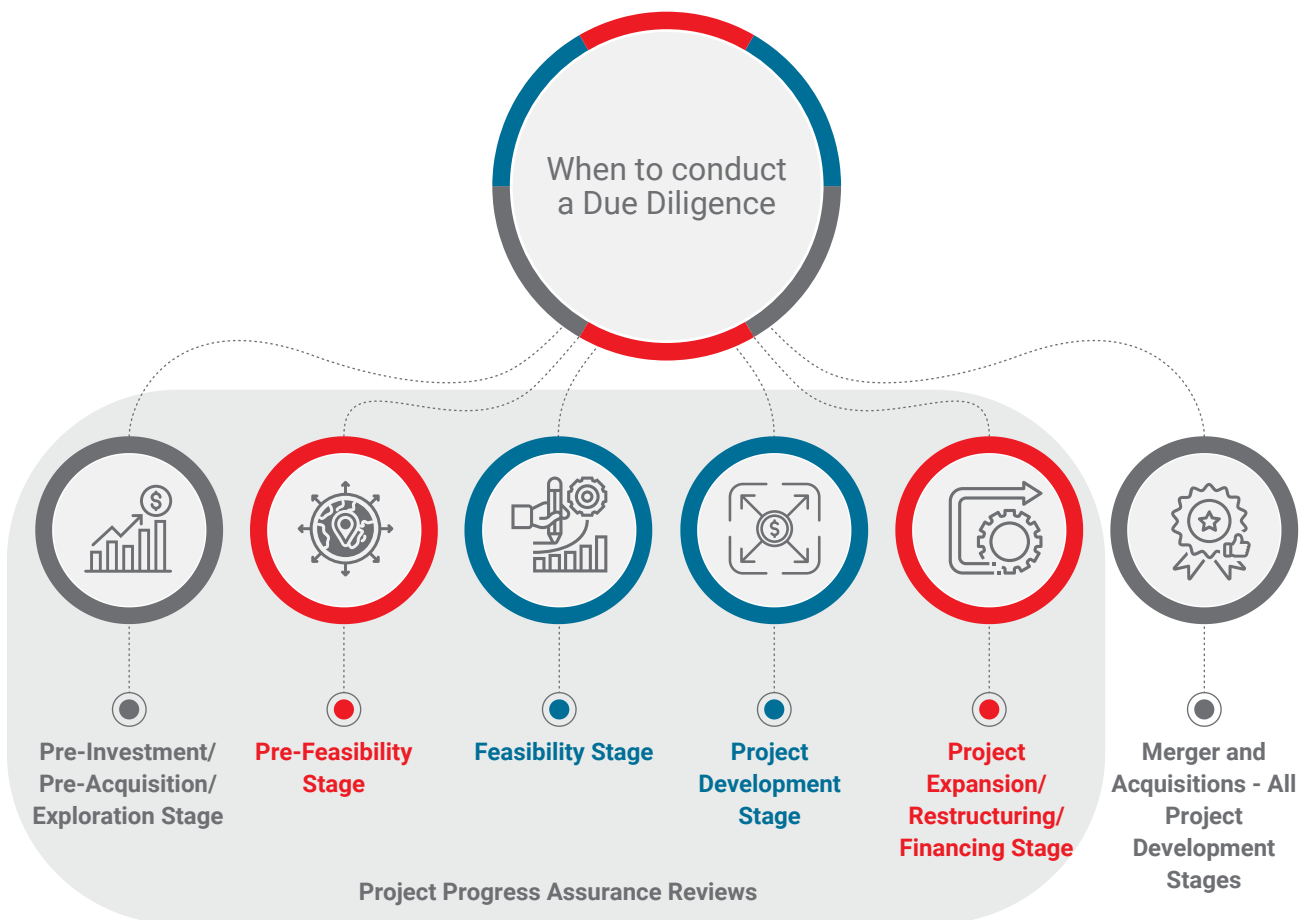 When to conduct
a Due Diligence
$
$
Pre-Investment/
Pre-Acquisition/
Exploration Stage
Pre-Feasibility
Stage
Feasibility Stage
Project
Development
Stage
Project
Expansion/
Restructuring/
Financing Stage
Merger and
Acquisitions - All
Project
Development
Stages
Project Progress Assurance Reviews